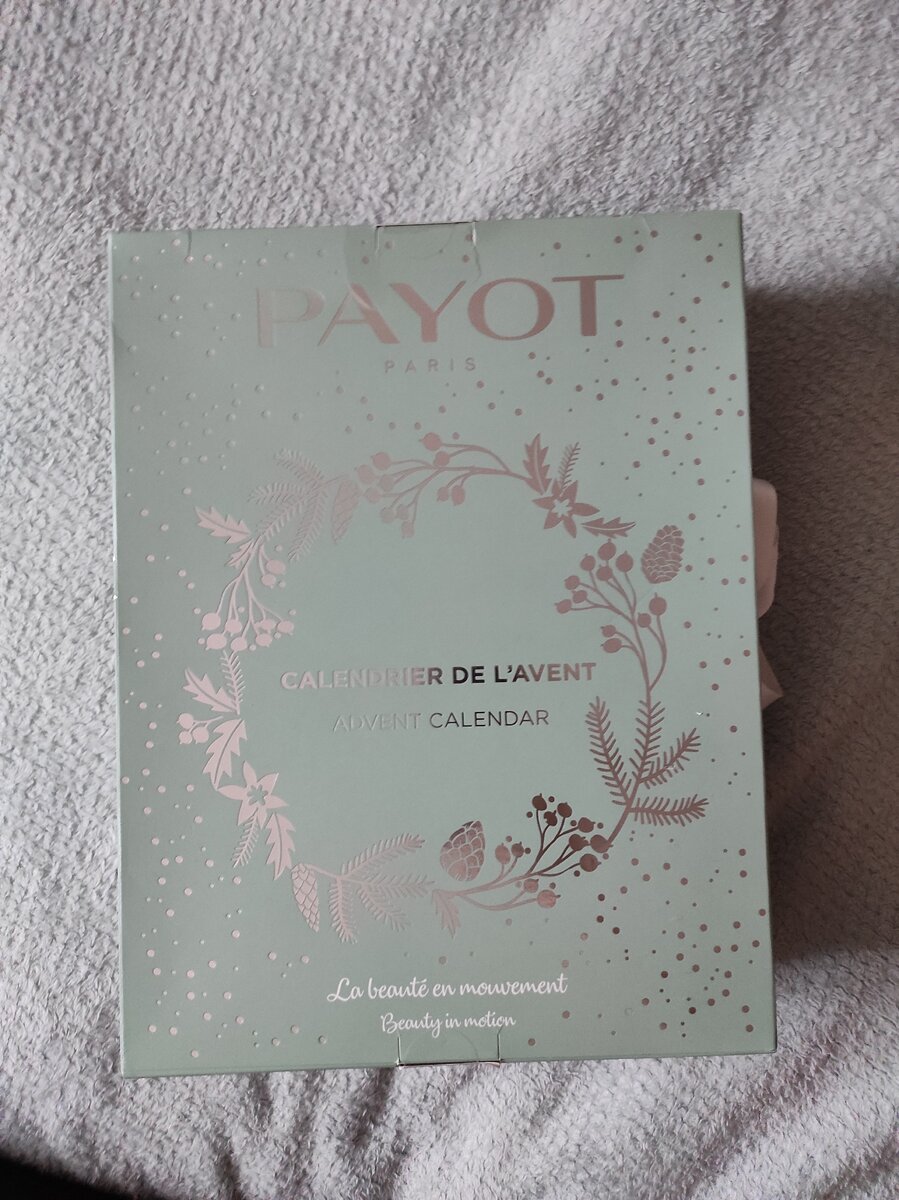 PAYOT
PARIS
CALENDRIER DE L'AVENT
ADVENT CALENDAR
La beauté en mouvement
Beauty in motion